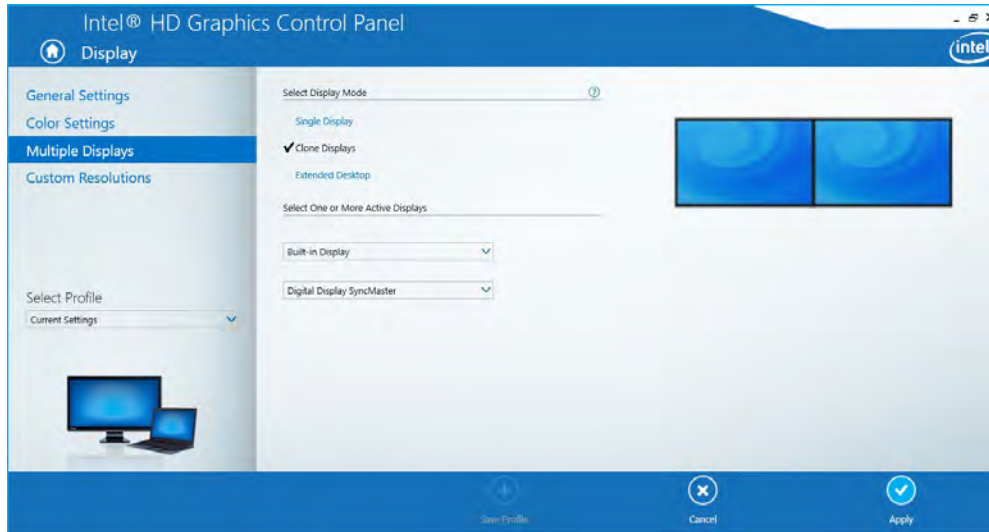 Intel® HD Graphics Control Panel
Display
intel
General Settings
Color Settings
Multiple Displays
Custom Resolutions
Select Profile
Current Settings
Select Display Mode
Single Display
✔Clone Displays
Extended Desktop
Select One or More Active Displays
Built-in Display
Digital Display SyncMaster
Save Profile
Cancel
Apply